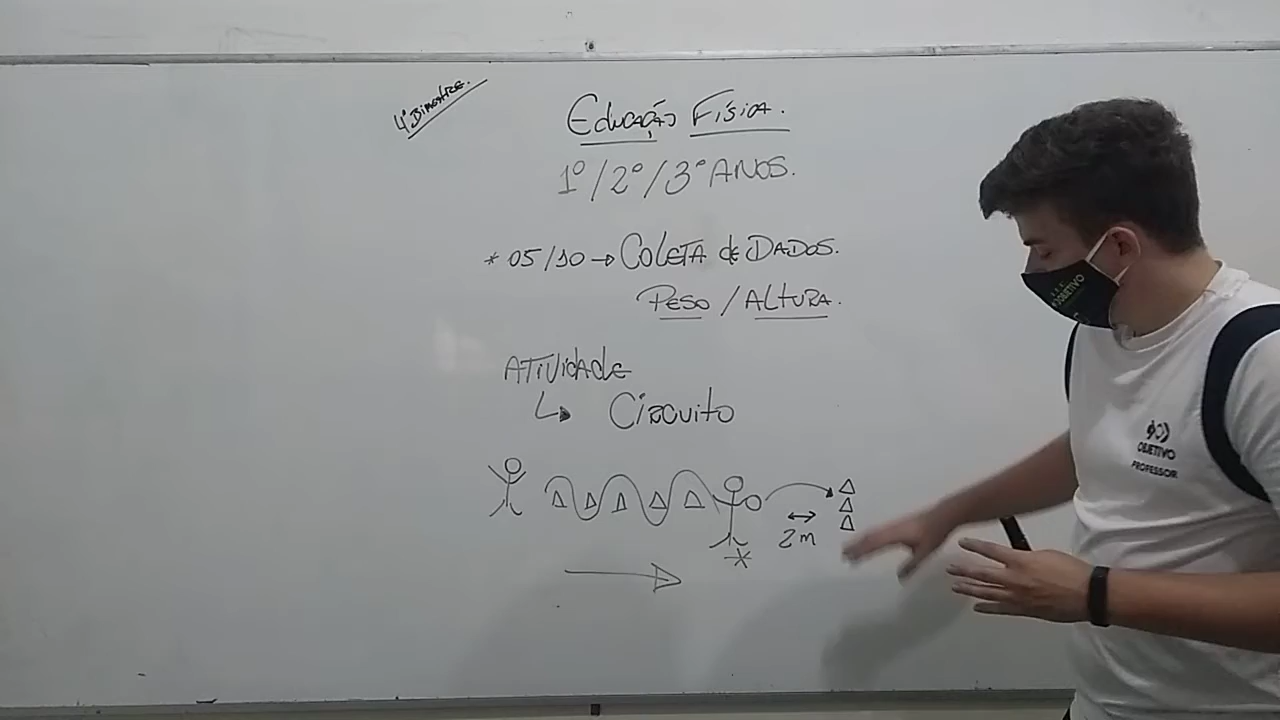 4º Bimestre.
Educação Física.
1º/2º/3º ANOS.
* 05/10 → COLETA de DADOS.
PESO / ALTURA.
ATIVIDADE
↳ Circuito
2m
OBJETIVO
OBJETIVO
PROFESSOR